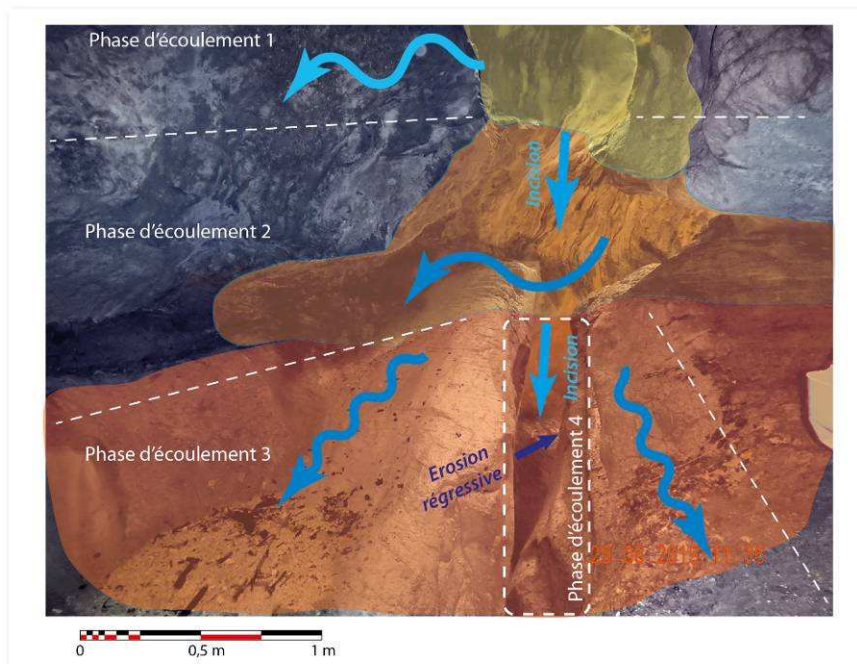 Phase d'écoulement 1
Incision
Phase d'écoulement 2
Incision
Phase d'écoulement 3
Erosion
régressive
Phase d'écoulement 4
0
0,5 m
1 m